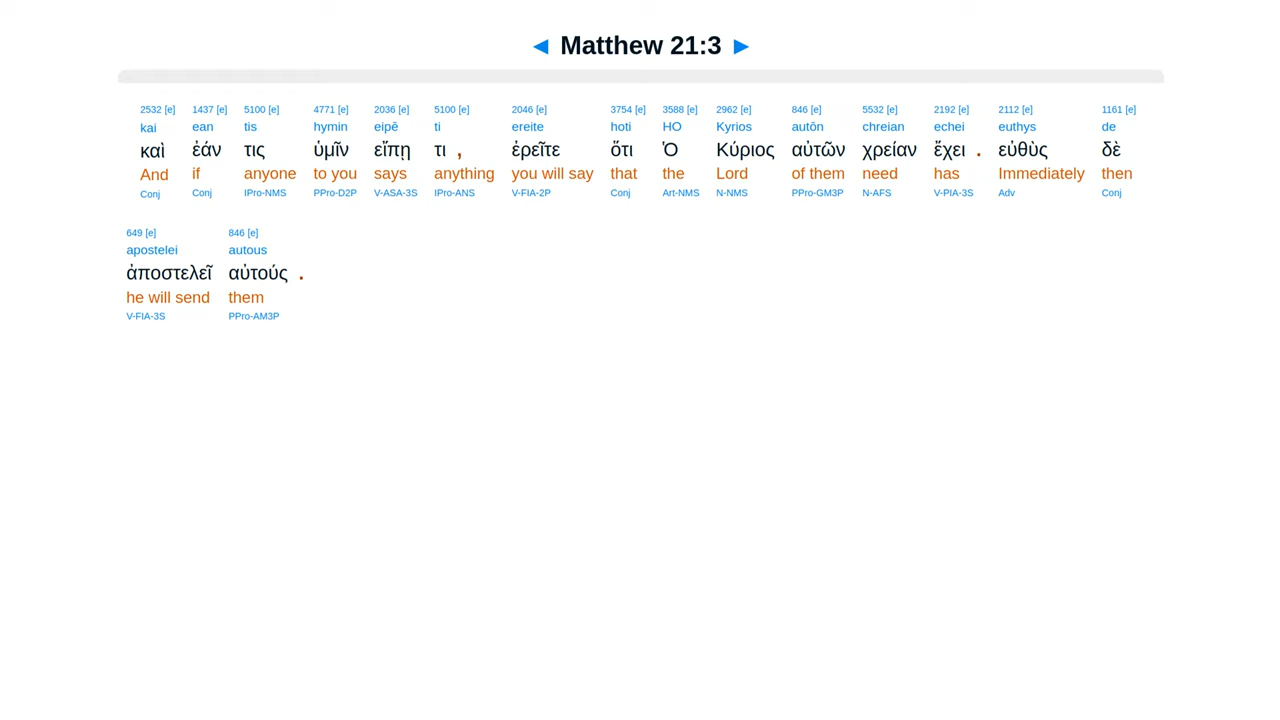 ◄ Matthew 21:3 ►
2532 [e] 1437 [e] 5100 [e] 4771 [e] 2036 [e] 5100 [e] 2046 [e] 3754 [e] 3588 [e] 2962 [e] 846 [e] 5532 [e] 2192 [e] 2112 [e] 1161 [e]
kai ean tis hymin eipē ti ereite hoti HO Kyrios autōn chreian echei euthys de
καὶ ἐάν τις ὑμῖν εἴπῃ τι , ἐρεῖτε ὅτι Ὁ Κύριος αὐτῶν χρείαν ἔχει . εὐθὺς δὲ
And if anyone to you says anything you will say that the Lord of them need has Immediately then
Conj Conj IPro-NMS PPro-D2P V-ASA-3S IPro-ANS V-FIA-2P Conj Art-NMS N-NMS PPro-GM3P N-AFS V-PIA-3S Adv Conj
649 [e] 846 [e]
apostelei autous
ἀποστελεῖ αὐτούς .
he will send them
V-FIA-3S PPro-AM3P